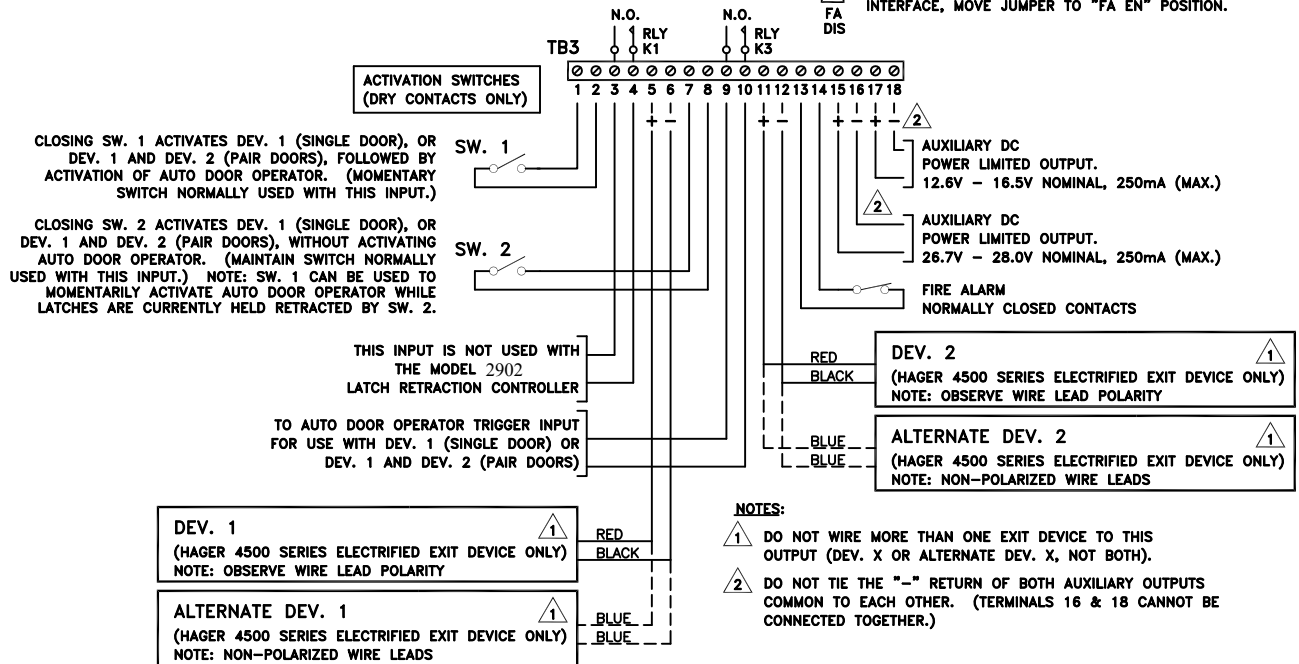 INTERFACE, MOVE JUMPER TO "FA EN" POSITION.
FA
DIS
N.O.
N.O.
RLY
K1
RLY
K3
TB3
1 2 3 4 5 6 7 8 9 10 11 12 13 14 15 16 17 18
+ − + − + − + −
2
ACTIVATION SWITCHES
(DRY CONTACTS ONLY)
CLOSING SW. 1 ACTIVATES DEV. 1 (SINGLE DOOR), OR
DEV. 1 AND DEV. 2 (PAIR DOORS), FOLLOWED BY
ACTIVATION OF AUTO DOOR OPERATOR. (MOMENTARY
SWITCH NORMALLY USED WITH THIS INPUT.)
SW. 1
AUXILIARY DC
POWER LIMITED OUTPUT.
12.6V − 16.5V NOMINAL, 250mA (MAX.)
CLOSING SW. 2 ACTIVATES DEV. 1 (SINGLE DOOR), OR
DEV. 1 AND DEV. 2 (PAIR DOORS), WITHOUT ACTIVATING
AUTO DOOR OPERATOR. (MAINTAIN SWITCH NORMALLY
USED WITH THIS INPUT.) NOTE: SW. 1 CAN BE USED TO
MOMENTARILY ACTIVATE AUTO DOOR OPERATOR WHILE
LATCHES ARE CURRENTLY HELD RETRACTED BY SW. 2.
SW. 2
2
AUXILIARY DC
POWER LIMITED OUTPUT.
26.7V − 28.0V NOMINAL, 250mA (MAX.)
FIRE ALARM
NORMALLY CLOSED CONTACTS
THIS INPUT IS NOT USED WITH
THE MODEL 2902
LATCH RETRACTION CONTROLLER
RED
BLACK
DEV. 2
1
(HAGER 4500 SERIES ELECTRIFIED EXIT DEVICE ONLY)
NOTE: OBSERVE WIRE LEAD POLARITY
TO AUTO DOOR OPERATOR TRIGGER INPUT
FOR USE WITH DEV. 1 (SINGLE DOOR) OR
DEV. 1 AND DEV. 2 (PAIR DOORS)
BLUE
BLUE
ALTERNATE DEV. 2
1
(HAGER 4500 SERIES ELECTRIFIED EXIT DEVICE ONLY)
NOTE: NON−POLARIZED WIRE LEADS
DEV. 1
1
(HAGER 4500 SERIES ELECTRIFIED EXIT DEVICE ONLY)
NOTE: OBSERVE WIRE LEAD POLARITY
RED
BLACK
ALTERNATE DEV. 1
1
(HAGER 4500 SERIES ELECTRIFIED EXIT DEVICE ONLY)
NOTE: NON−POLARIZED WIRE LEADS
BLUE
BLUE
NOTES:
1 DO NOT WIRE MORE THAN ONE EXIT DEVICE TO THIS
OUTPUT (DEV. X OR ALTERNATE DEV. X, NOT BOTH).
2 DO NOT TIE THE "−" RETURN OF BOTH AUXILIARY OUTPUTS
COMMON TO EACH OTHER. (TERMINALS 16 & 18 CANNOT BE
CONNECTED TOGETHER.)